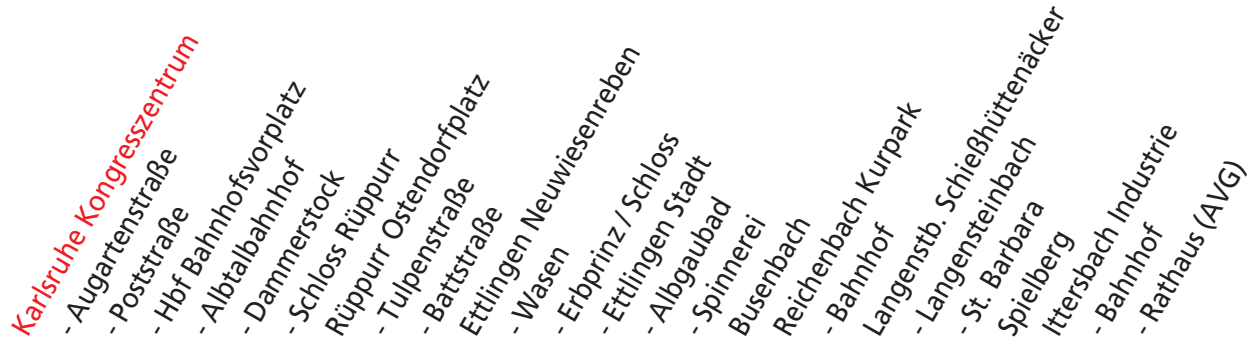 Karlsruhe Kongresszentrum
- Augartenstraße
- Poststraße
- Hbf Bahnhofsvorplatz
- Albtalbahnhof
- Dammerstock
- Schloss Rüppurr
Rüppurr Ostendorfplatz
- Tulpenstraße
- Battstraße
Ettlingen Neuwiesenreben
- Wasen
- Erbprinz / Schloss
- Ettlingen Stadt
- Albgaubad
- Spinnerei
Busenbach
Reichenbach Kurpark
- Bahnhof
Langenstb. Schießhüttenäcker
- Langensteinbach
- St. Barbara
Spielberg
Ittersbach Industrie
- Bahnhof
- Rathaus (AVG)